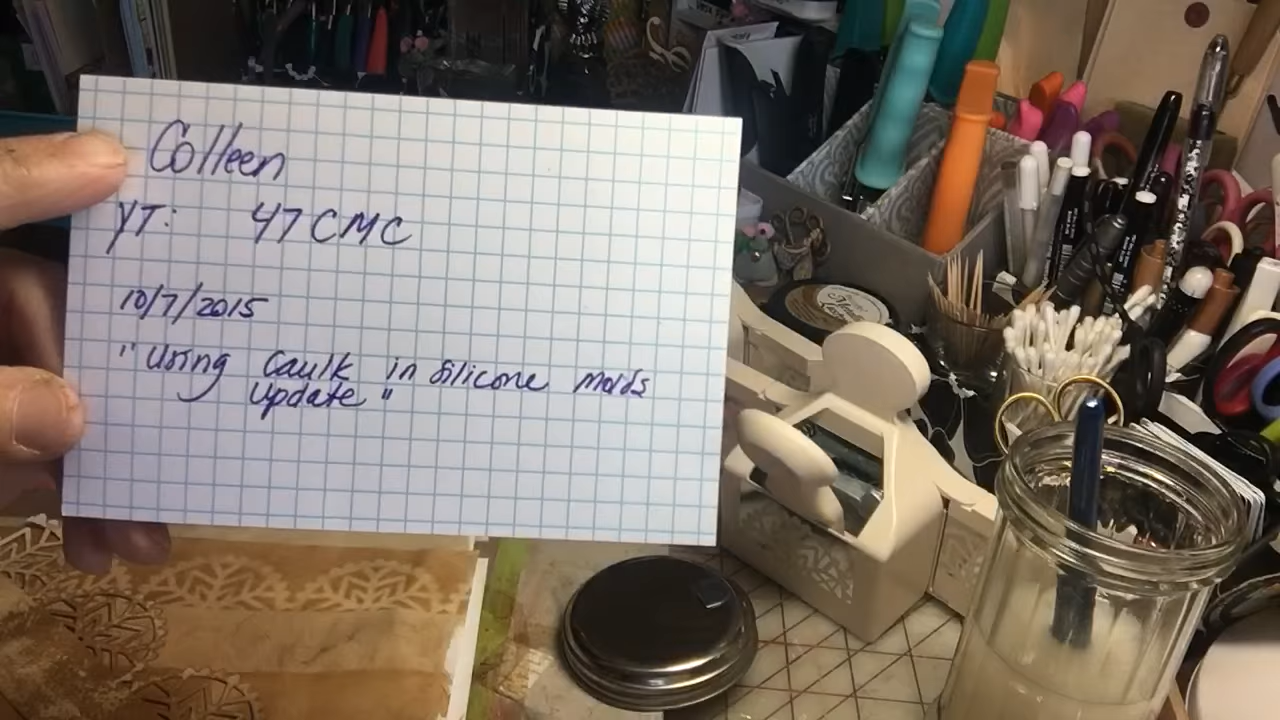 Colleen
YT: 47CMC
10/7/2015
"Using Caulk in Silicone molds
Update"